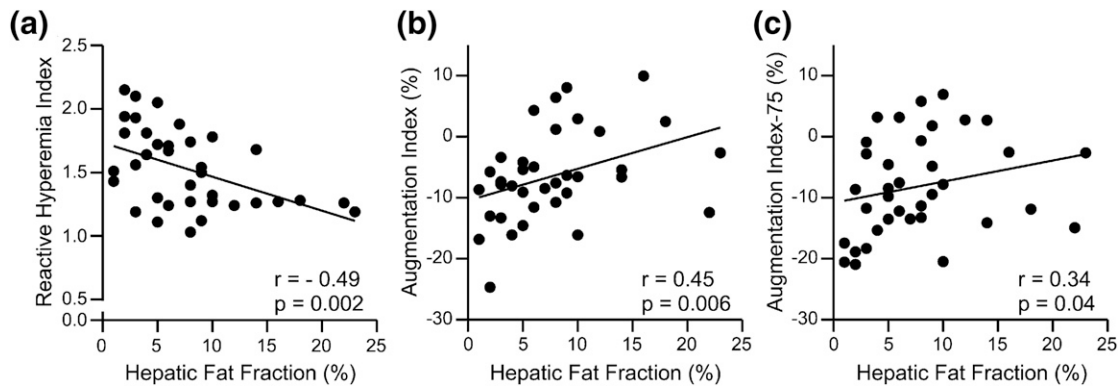 (a)
Reactive Hyperemia Index
2.5
2.0
1.5
1.0
0.5
0.0
0 5 10 15 20 25
Hepatic Fat Fraction (%)
r = - 0.49
p = 0.002
(b)
Augmentation Index (%)
10
0
-10
-20
-30
0 5 10 15 20 25
Hepatic Fat Fraction (%)
r = 0.45
p = 0.006
(c)
Augmentation Index-75 (%)
10
0
-10
-20
-30
0 5 10 15 20 25
Hepatic Fat Fraction (%)
r = 0.34
p = 0.04